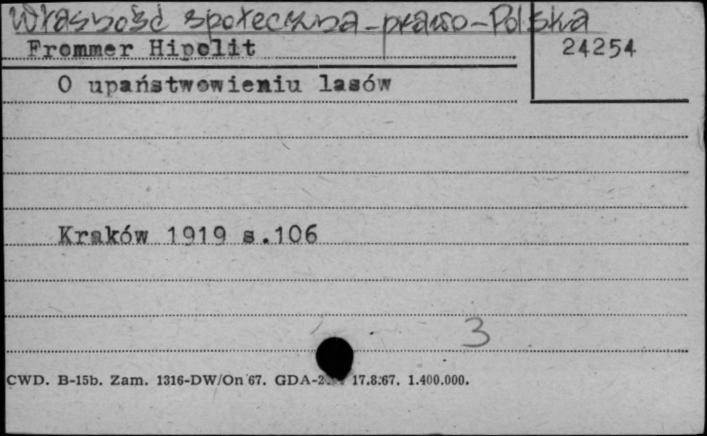 Własność społeczna - prawo - Polska
Frommer Hipolit
24254
O upaństwowieniu lasów
Kraków 1919 s.106
3
CWD. B-15b. Zam. 1316-DW/On 67. GDA-2 17.8.67. 1.400.000.